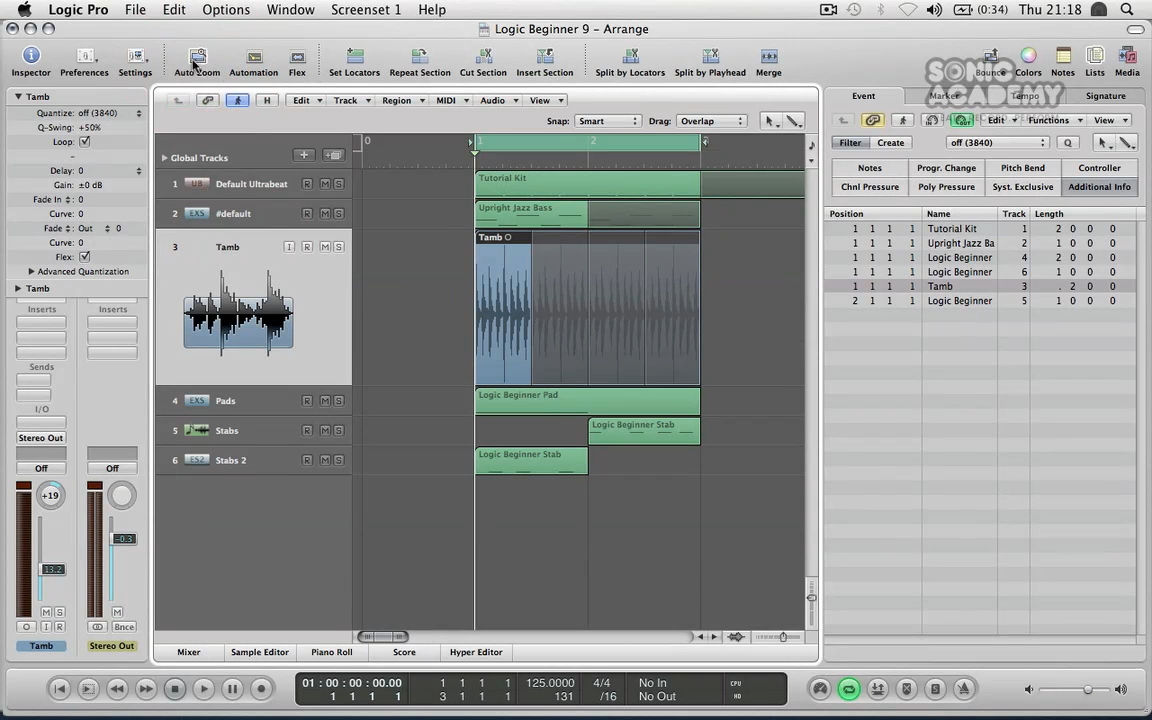 Logic Pro File Edit Options Window Screenset 1 Help (0:34) Thu 21:18
Logic Beginner 9 - Arrange
Inspector Preferences Settings Auto Zoom Automation Flex Set Locators Repeat Section Cut Section Insert Section Split by Locators Split by Playhead Merge Bounce Colors Notes Lists Media
SONIC
ACADEMY
Tamb
Quantize: off (3840)
Q-Swing: +50%
Loop:
Delay: 0
Gain: ±0 dB
Fade In : 0
Curve: 0
Fade : Out 0
Curve: 0
Flex:
Advanced Quantization
Tamb
Inserts Inserts
Sends
I/O
Stereo Out
Off Off
+19
-0.3
13.2
M S M
O I R Bnce
Tamb Stereo Out
H Edit Track Region MIDI Audio View
Snap: Smart Drag: Overlap
0 1 2
Global Tracks
1 UB Default Ultrabeat R M S
Tutorial Kit
2 EXS #default R M S
Upright Jazz Bass
3 Tamb I R M S
Tamb
4 EXS Pads R M S
Logic Beginner Pad
5 Stabs R M S
Logic Beginner Stab
6 ES2 Stabs 2 R M S
Logic Beginner Stab
Mixer Sample Editor Piano Roll Score Hyper Editor
Event Marker Tempo Signature
Edit Functions View
Filter Create off (3840)
Notes Progr. Change Pitch Bend Controller
Chnl Pressure Poly Pressure Syst. Exclusive Additional Info
Position Name Track Length
1 1 1 1 Tutorial Kit 1 2 0 0 0
1 1 1 1 Upright Jazz Ba 2 1 0 0 0
1 1 1 1 Logic Beginner 4 2 0 0 0
1 1 1 1 Logic Beginner 6 1 0 0 0
1 1 1 1 Tamb 3 . 2 0 0
2 1 1 1 Logic Beginner 5 1 0 0 0
01 : 00 : 00 : 00.00 1 1 1 1 125.0000 4/4 No In CPU
1 1 1 1 3 1 1 1 131 /16 No Out HD